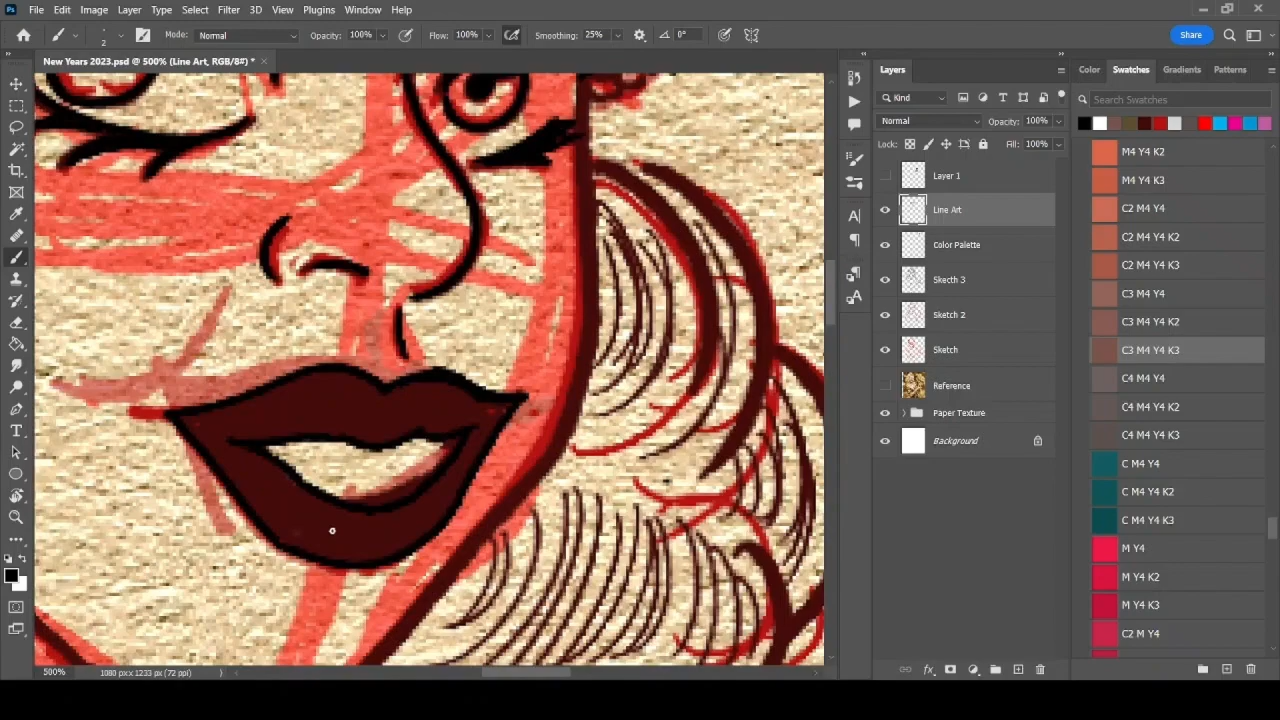 Ps File Edit Image Layer Type Select Filter 3D View Plugins Window Help
2 Mode: Normal Opacity: 100% Flow: 100% Smoothing: 25% 0° Share
New Years 2023.psd @ 500% (Line Art, RGB/8#) *
Layers
Kind
Normal Opacity: 100%
Lock: Fill: 100%
Layer 1
Line Art
Color Palette
Skecth 3
Sketch 2
Sketch
Reference
Paper Texture
Background
Color Swatches Gradients Patterns
Search Swatches
M4 Y4 K2
M4 Y4 K3
C2 M4 Y4
C2 M4 Y4 K2
C2 M4 Y4 K3
C3 M4 Y4
C3 M4 Y4 K2
C3 M4 Y4 K3
C4 M4 Y4
C4 M4 Y4 K2
C4 M4 Y4 K3
C M4 Y4
C M4 Y4 K2
C M4 Y4 K3
M Y4
M Y4 K2
M Y4 K3
C2 M Y4
500% 1080 px x 1233 px (72 ppi)